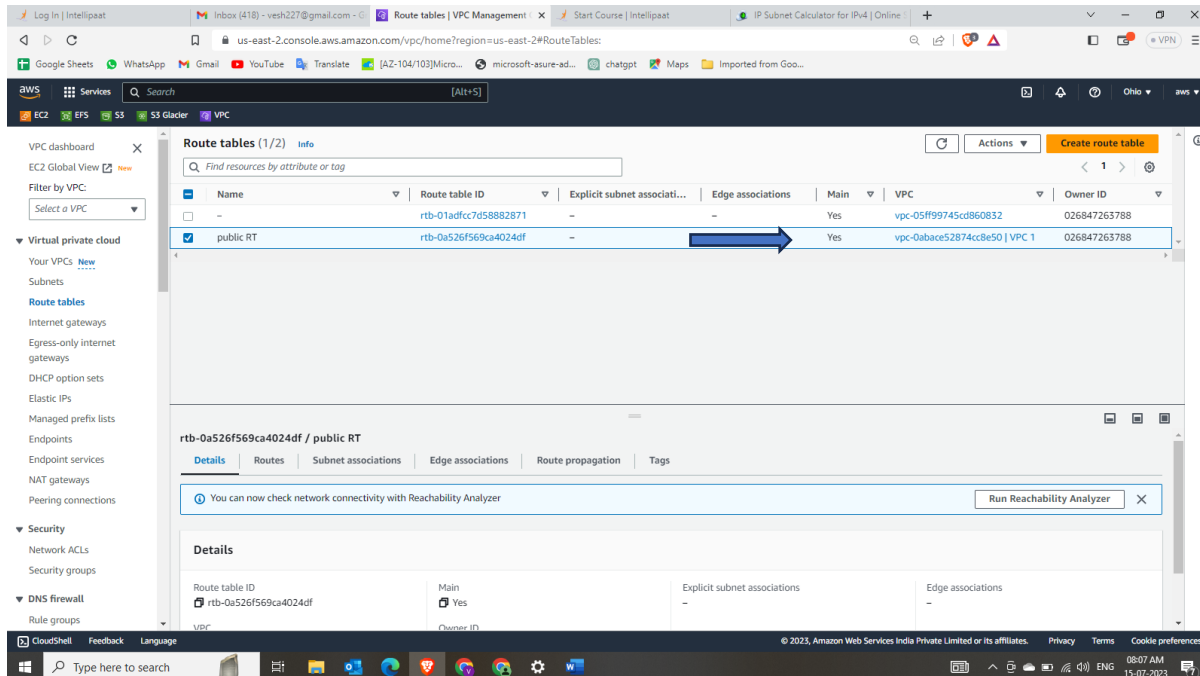 Log In | Intellipaat
Inbox (418) - vesh227@gmail.com - G
Route tables | VPC Management
Start Course | Intellipaat
IP Subnet Calculator for IPv4 | Online
us-east-2.console.aws.amazon.com/vpc/home?region=us-east-2#RouteTables:
VPN
Google Sheets
WhatsApp
Gmail
YouTube
Translate
[AZ-104/103]Micro...
microsoft-asure-ad...
chatgpt
Maps
Imported from Goo...
aws
Services
Search
[Alt+S]
Ohio
aws
EC2
EFS
S3
S3 Glacier
VPC
VPC dashboard
EC2 Global View New
Filter by VPC:
Select a VPC
Virtual private cloud
Your VPCs New
Subnets
Route tables
Internet gateways
Egress-only internet
gateways
DHCP option sets
Elastic IPs
Managed prefix lists
Endpoints
Endpoint services
NAT gateways
Peering connections
Security
Network ACLs
Security groups
DNS firewall
Rule groups
Route tables (1/2) Info
Actions
Create route table
Find resources by attribute or tag
1
Name Route table ID Explicit subnet associati... Edge associations Main VPC Owner ID
– rtb-01adfcc7d58882871 – – Yes vpc-05ff99745cd860832 026847263788
public RT rtb-0a526f569ca4024df – Yes vpc-0abace52874cc8e50 | VPC 1 026847263788
rtb-0a526f569ca4024df / public RT
Details Routes Subnet associations Edge associations Route propagation Tags
You can now check network connectivity with Reachability Analyzer
Run Reachability Analyzer
Details
Route table ID Main Explicit subnet associations Edge associations
rtb-0a526f569ca4024df Yes – –
VPC Owner ID
CloudShell Feedback Language
© 2023, Amazon Web Services India Private Limited or its affiliates. Privacy Terms Cookie preferences
Type here to search
ENG
08:07 AM
15-07-2023